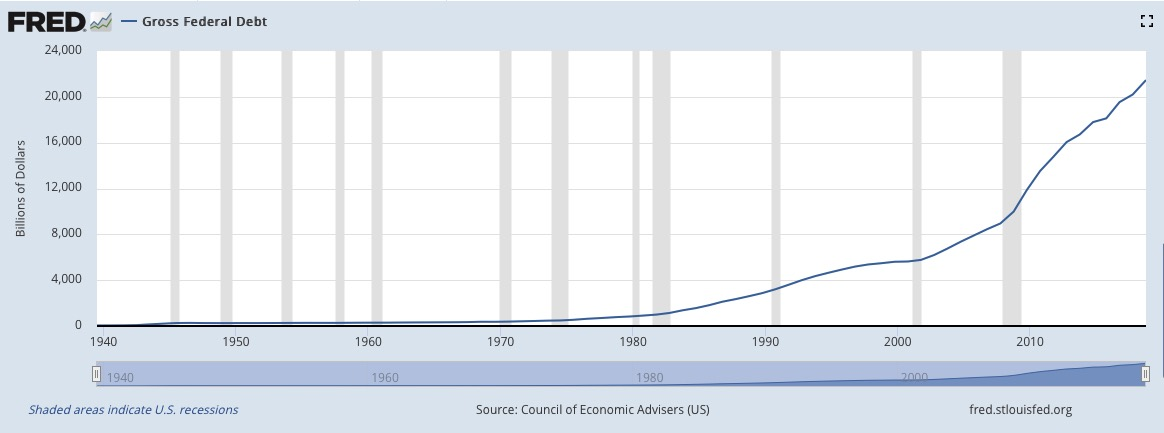 FRED
Gross Federal Debt
24,000
20,000
16,000
12,000
8,000
4,000
0
Billions of Dollars
1940 1950 1960 1970 1980 1990 2000 2010
1940 1960 1980 2000
Shaded areas indicate U.S. recessions
Source: Council of Economic Advisers (US)
fred.stlouisfed.org